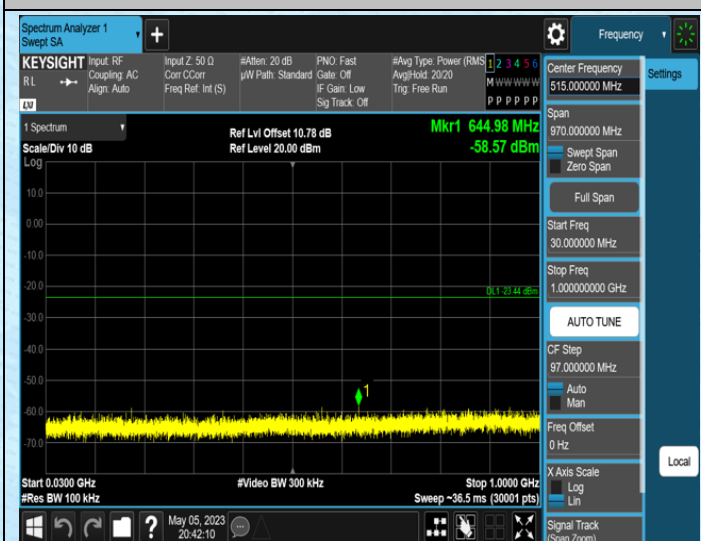 Spectrum Analyzer 1
Swept SA
+
Frequency
KEYSIGHT
RL
LXI
Input: RF
Coupling: AC
Align: Auto
Input Z: 50 Ω
Corr CCorr
Freq Ref: Int (S)
#Atten: 20 dB
µW Path: Standard
PNO: Fast
Gate: Off
IF Gain: Low
Sig Track: Off
#Avg Type: Power (RMS
Avg|Hold: 20/20
Trig: Free Run
1 2 3 4 5 6
M W W W W W
P P P P P P
1 Spectrum
Scale/Div 10 dB
Log
Ref Lvl Offset 10.78 dB
Ref Level 20.00 dBm
Mkr1 644.98 MHz
-58.57 dBm
10.0
0.00
-10.0
-20.0
-30.0
-40.0
-50.0
-60.0
-70.0
DL1 -23.44 dBm
1
Start 0.0300 GHz
#Res BW 100 kHz
#Video BW 300 kHz
Stop 1.0000 GHz
Sweep ~36.5 ms (30001 pts)
?
May 05, 2023
20:42:10
Center Frequency
515.000000 MHz
Settings
Span
970.000000 MHz
Swept Span
Zero Span
Full Span
Start Freq
30.000000 MHz
Stop Freq
1.000000000 GHz
AUTO TUNE
CF Step
97.000000 MHz
Auto
Man
Freq Offset
0 Hz
X Axis Scale
Log
Lin
Local
Signal Track
(Span Zoom)